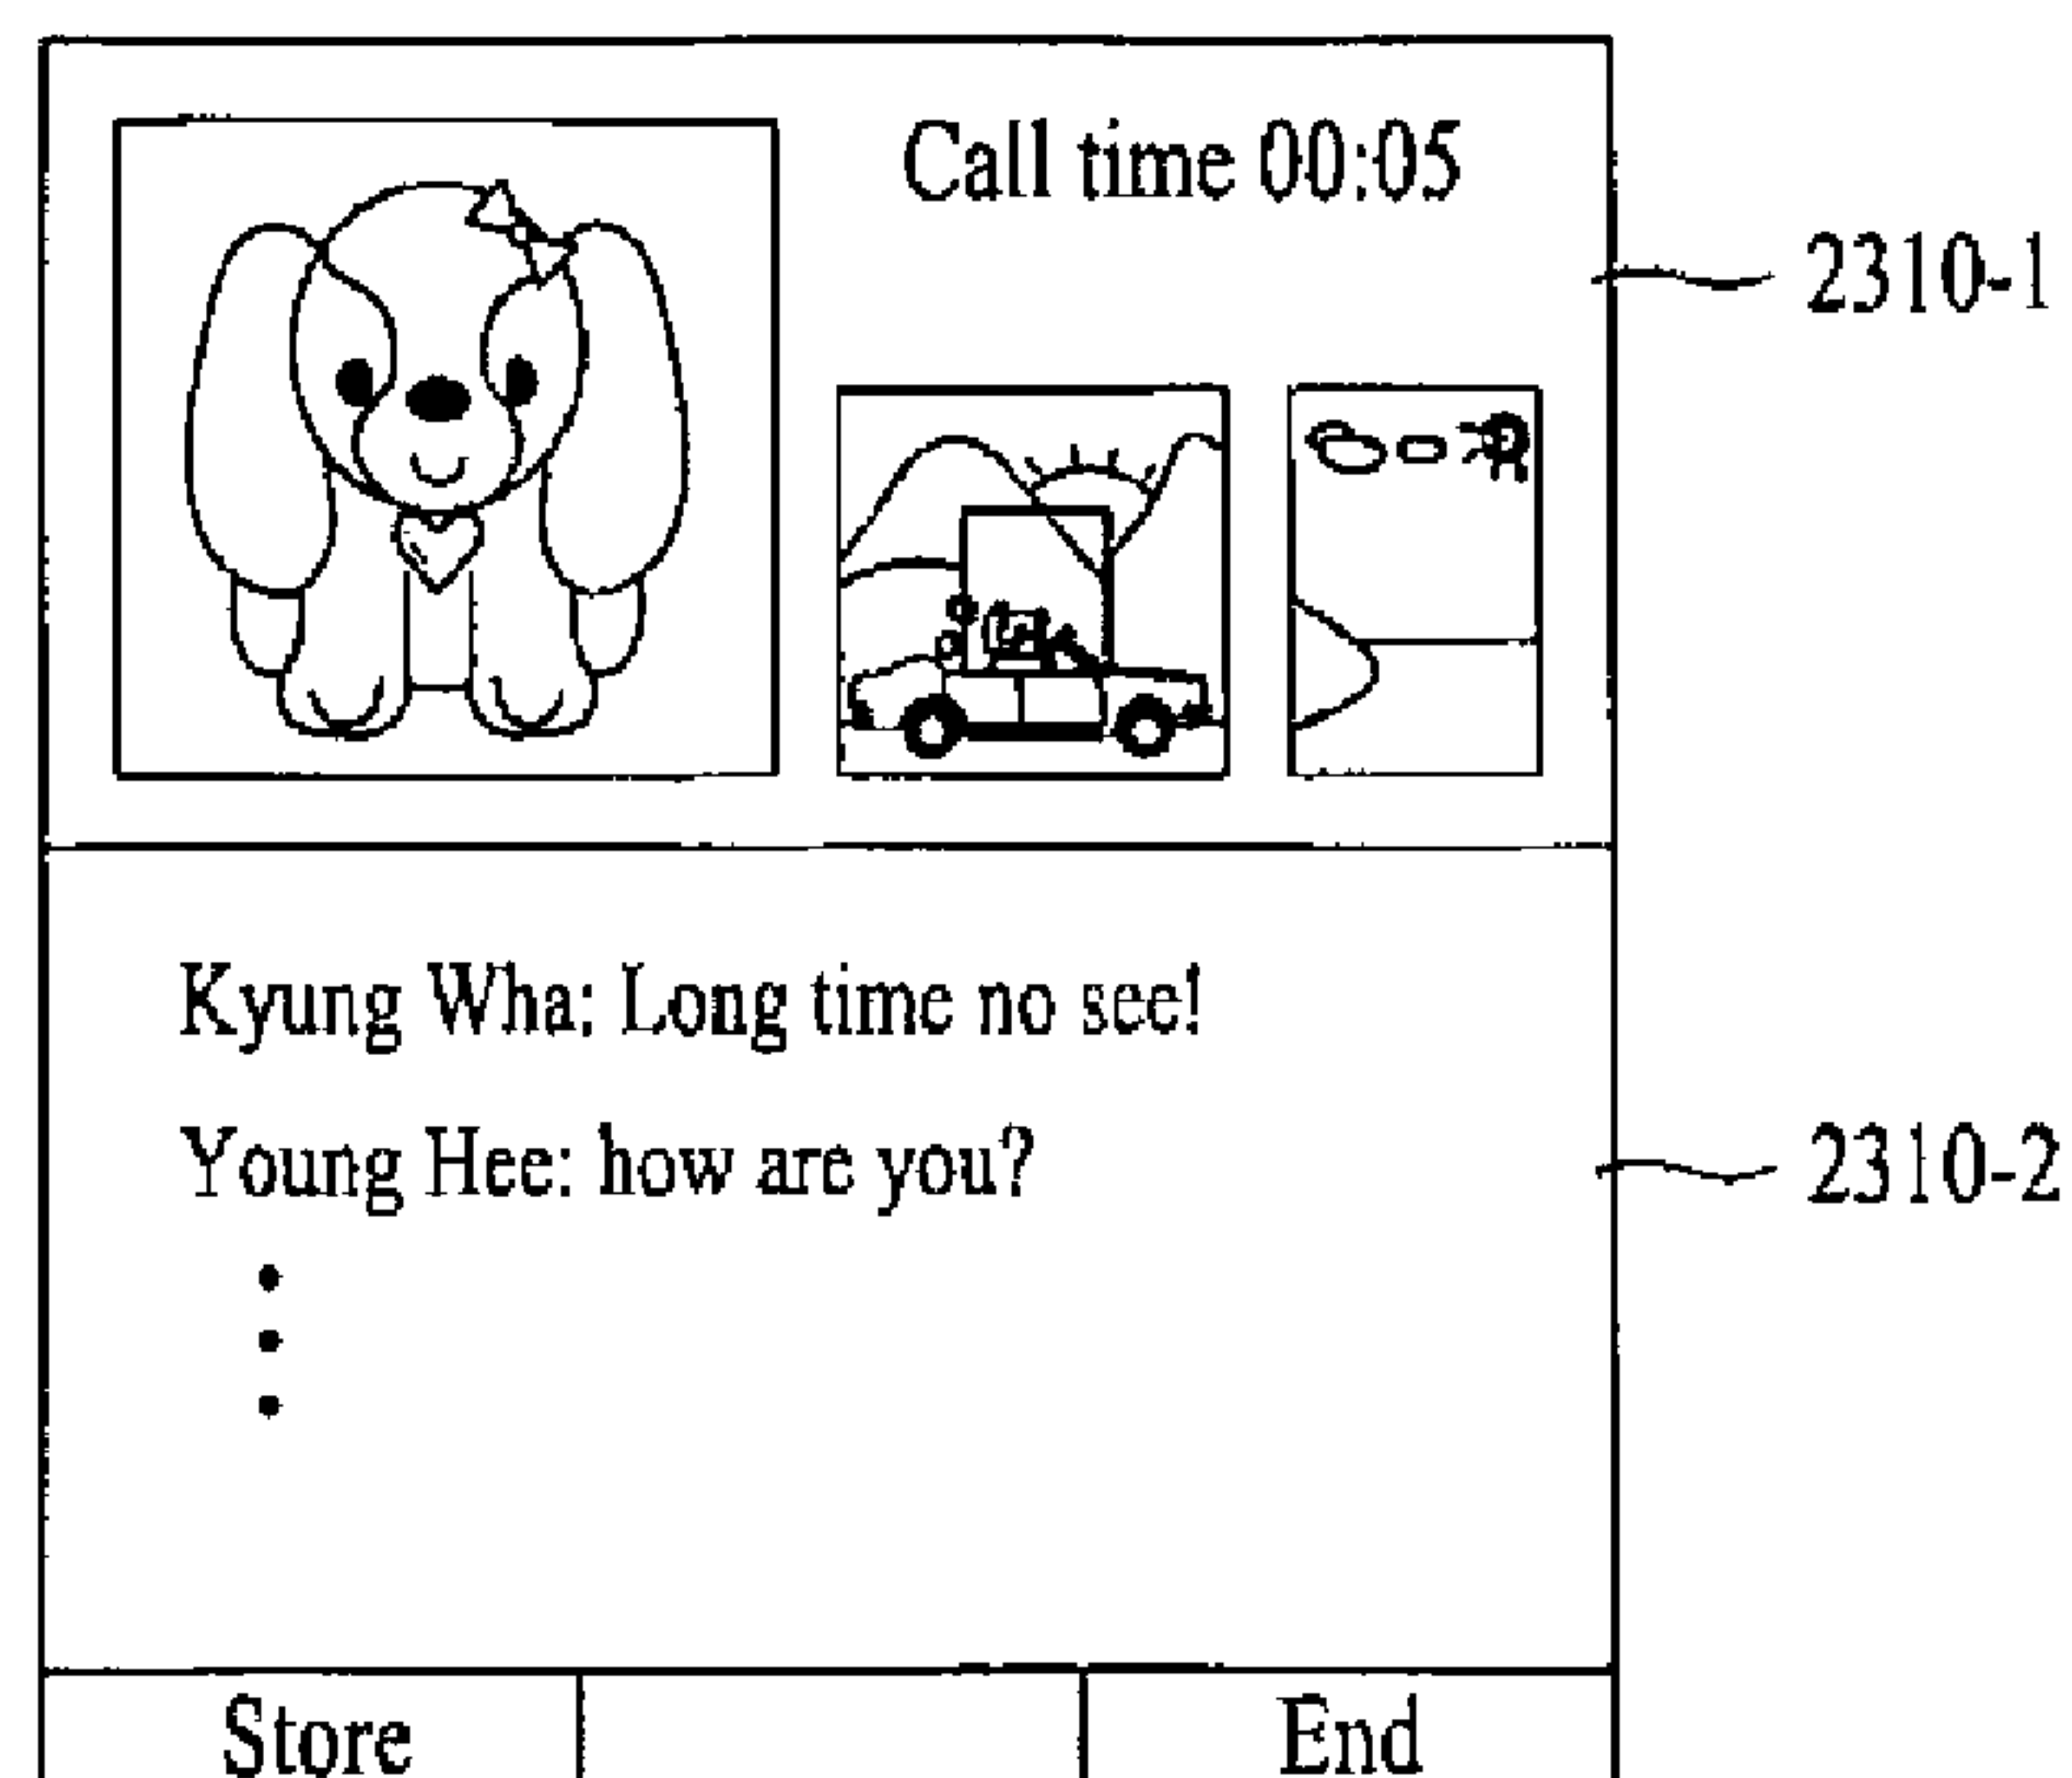 Call time 00:05
2310-1
Kyung Wha: Long time no see!
Young Hee: how are you?
2310-2
Store
End